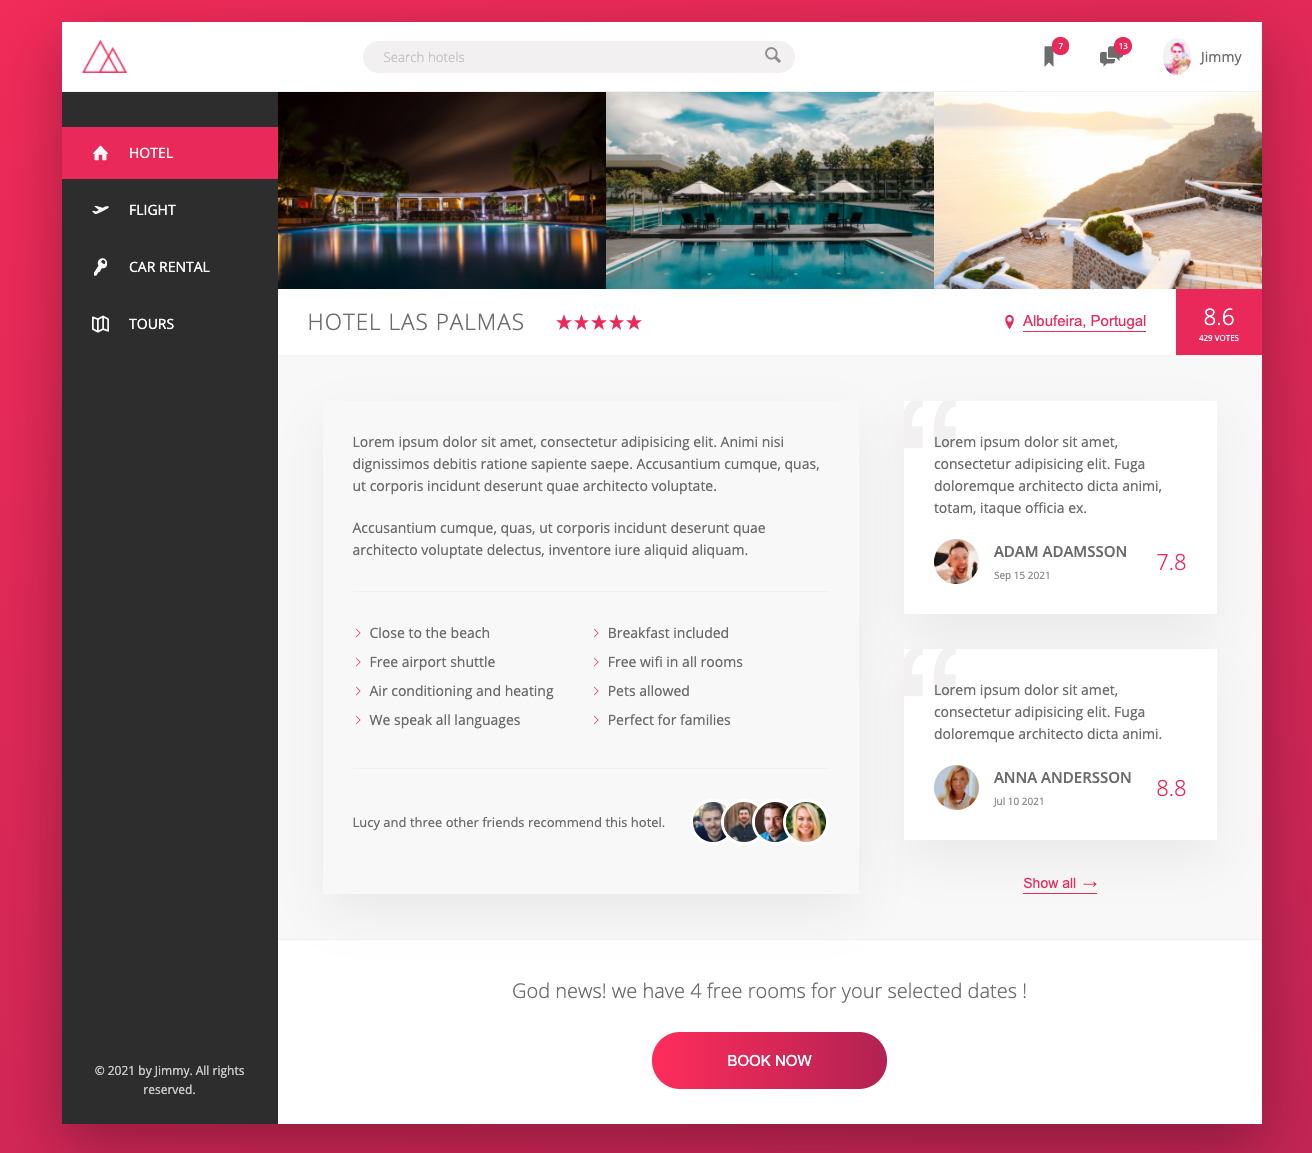 Search hotels
7
13
Jimmy
HOTEL
FLIGHT
CAR RENTAL
TOURS
© 2021 by Jimmy. All rights
reserved.
HOTEL LAS PALMAS
Albufeira, Portugal
8.6
429 VOTES
Lorem ipsum dolor sit amet, consectetur adipisicing elit. Animi nisi
dignissimos debitis ratione sapiente saepe. Accusantium cumque, quas,
ut corporis incidunt deserunt quae architecto voluptate.
Accusantium cumque, quas, ut corporis incidunt deserunt quae
architecto voluptate delectus, inventore iure aliquid aliquam.
Close to the beach
Free airport shuttle
Air conditioning and heating
We speak all languages
Breakfast included
Free wifi in all rooms
Pets allowed
Perfect for families
Lucy and three other friends recommend this hotel.
“
Lorem ipsum dolor sit amet,
consectetur adipisicing elit. Fuga
doloremque architecto dicta animi,
totam, itaque officia ex.
ADAM ADAMSSON
Sep 15 2021
7.8
“
Lorem ipsum dolor sit amet,
consectetur adipisicing elit. Fuga
doloremque architecto dicta animi.
ANNA ANDERSSON
Jul 10 2021
8.8
Show all →
God news! we have 4 free rooms for your selected dates !
BOOK NOW